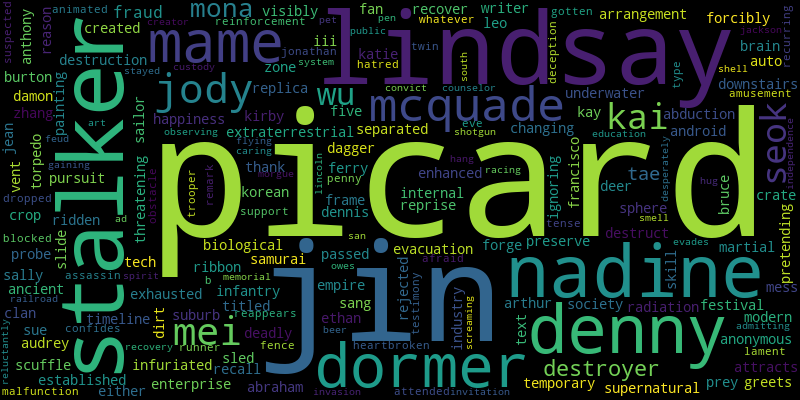 suspected
animated
fraud
mona
fan
recover
writer
gotten
arrangement
forcibly
recurring
created
visibly
reinforcement
creator
pet
pen
whatever
leo
reason
anthony
destruction
mame
iii
jonathan
public
twin
katie
hatred
lindsay
zone
system
burton
stayed
brain
auto
type
downstairs
jackson
shell
amusement
damon
painting
jody
replica
wu
custody
convict
counselor
south
deception
underwater
zhang
art
sailor
happiness
kirby
five
mcquade
kay
kai
abduction
seok
independence
jean
feud
observing
extraterrestrial
separated
eve
shotgun
changing
android
education
vent
torpedo
gaining
stalker
flying
caring
dagger
picard
francisco
ignoring
tae
desperately
pursuit
threatening
thank
ferry
enhanced
racing
deer
bruce
crate
dropped
obstacle
trooper
remark
morgue
penny
korean
lincoln
hang
internal
sphere
hug
crop
ridden
ad
support
frame
dennis
reprise
smell
blocked
slide
biological
san
tense
destruct
pretending
probe
tech
samurai
evacuation
forge
preserve
evades
martial
sally
assassin
spirit
ribbon
memorial
passed
owes
rejected
afraid
jin
nadine
skill
mess
ancient
exhausted
infantry
empire
railroad
titled
reappears
sang
testimony
industry
screaming
arthur
society
radiation
festival
clan
timeline
b
dirt
suburb
mei
deadly
ethan
beer
text
denny
modern
anonymous
admitting
reluctantly
sue
confides
audrey
recovery
runner
fence
heartbroken
lament
scuffle
infuriated
sled
recall
dormer
destroyer
attracts
established
either
enterprise
abraham
invasion
attended
invitation
temporary
supernatural
prey
greets
malfunction